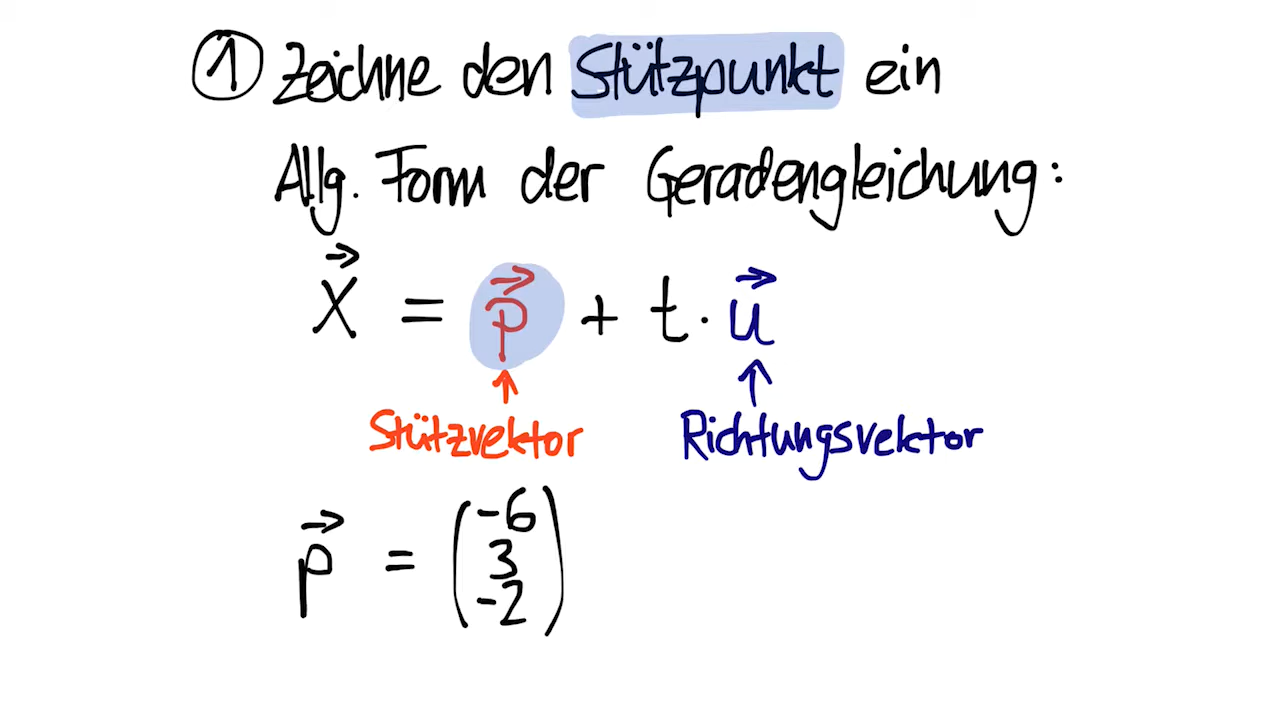 ① Zeichne den Stützpunkt ein
Allg. Form der Geradengleichung:
x⃗ = p⃗ + t · u⃗
↑ ↑
Stützvektor Richtungsvektor
p⃗ = (-6
3
-2)